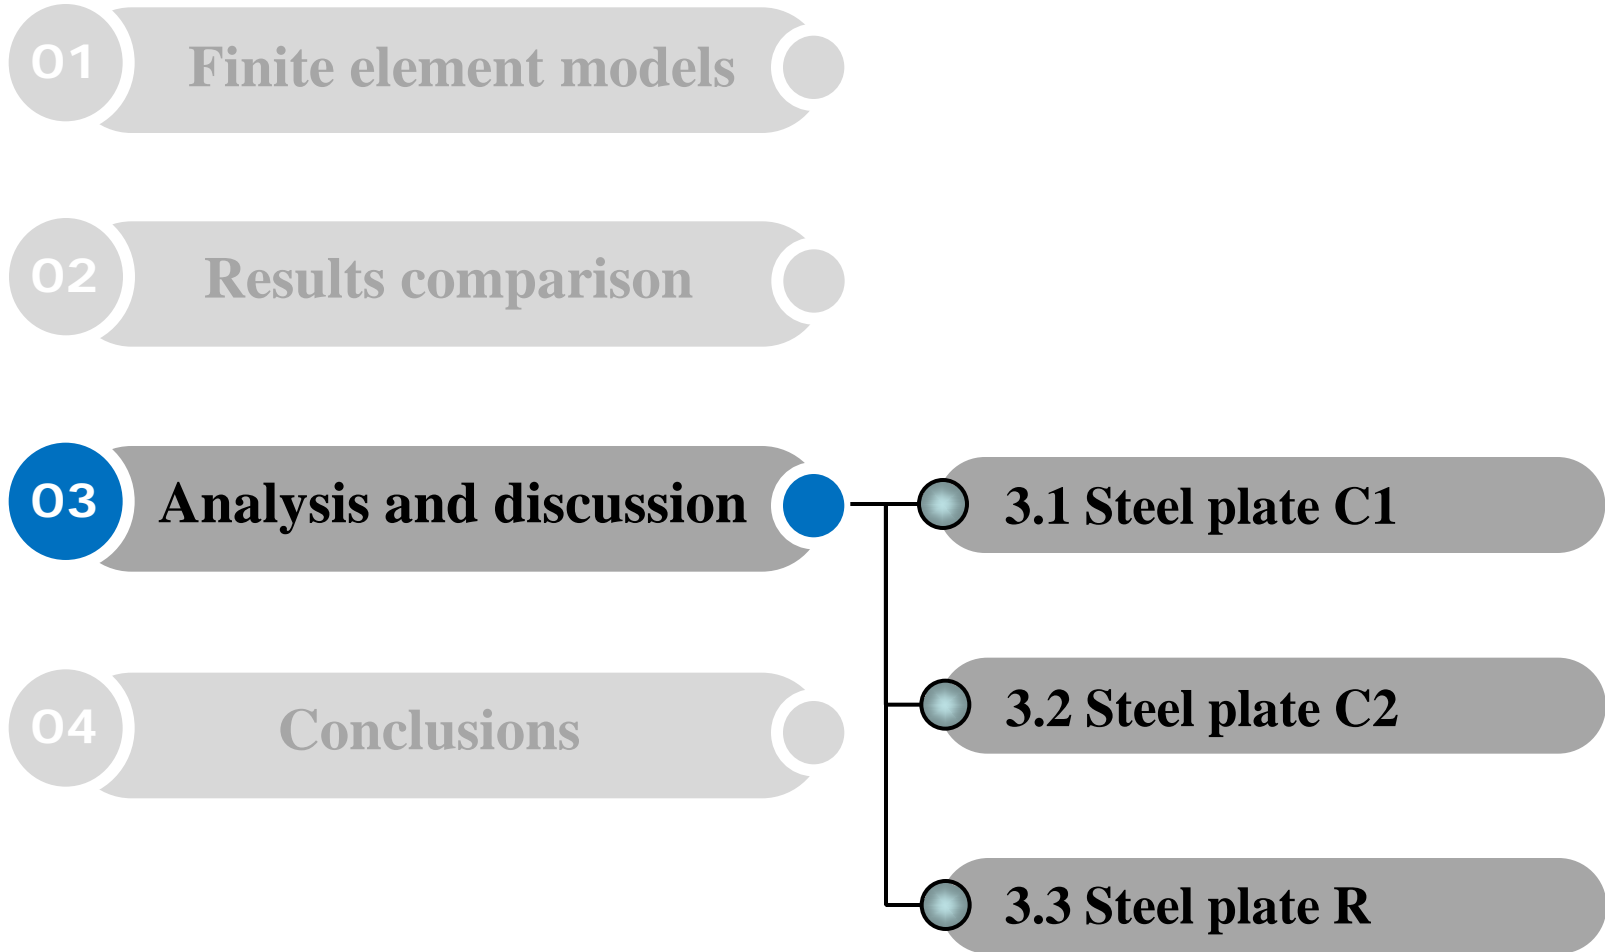 01 Finite element models
02 Results comparison
03 Analysis and discussion
3.1 Steel plate C1
3.2 Steel plate C2
3.3 Steel plate R
04 Conclusions